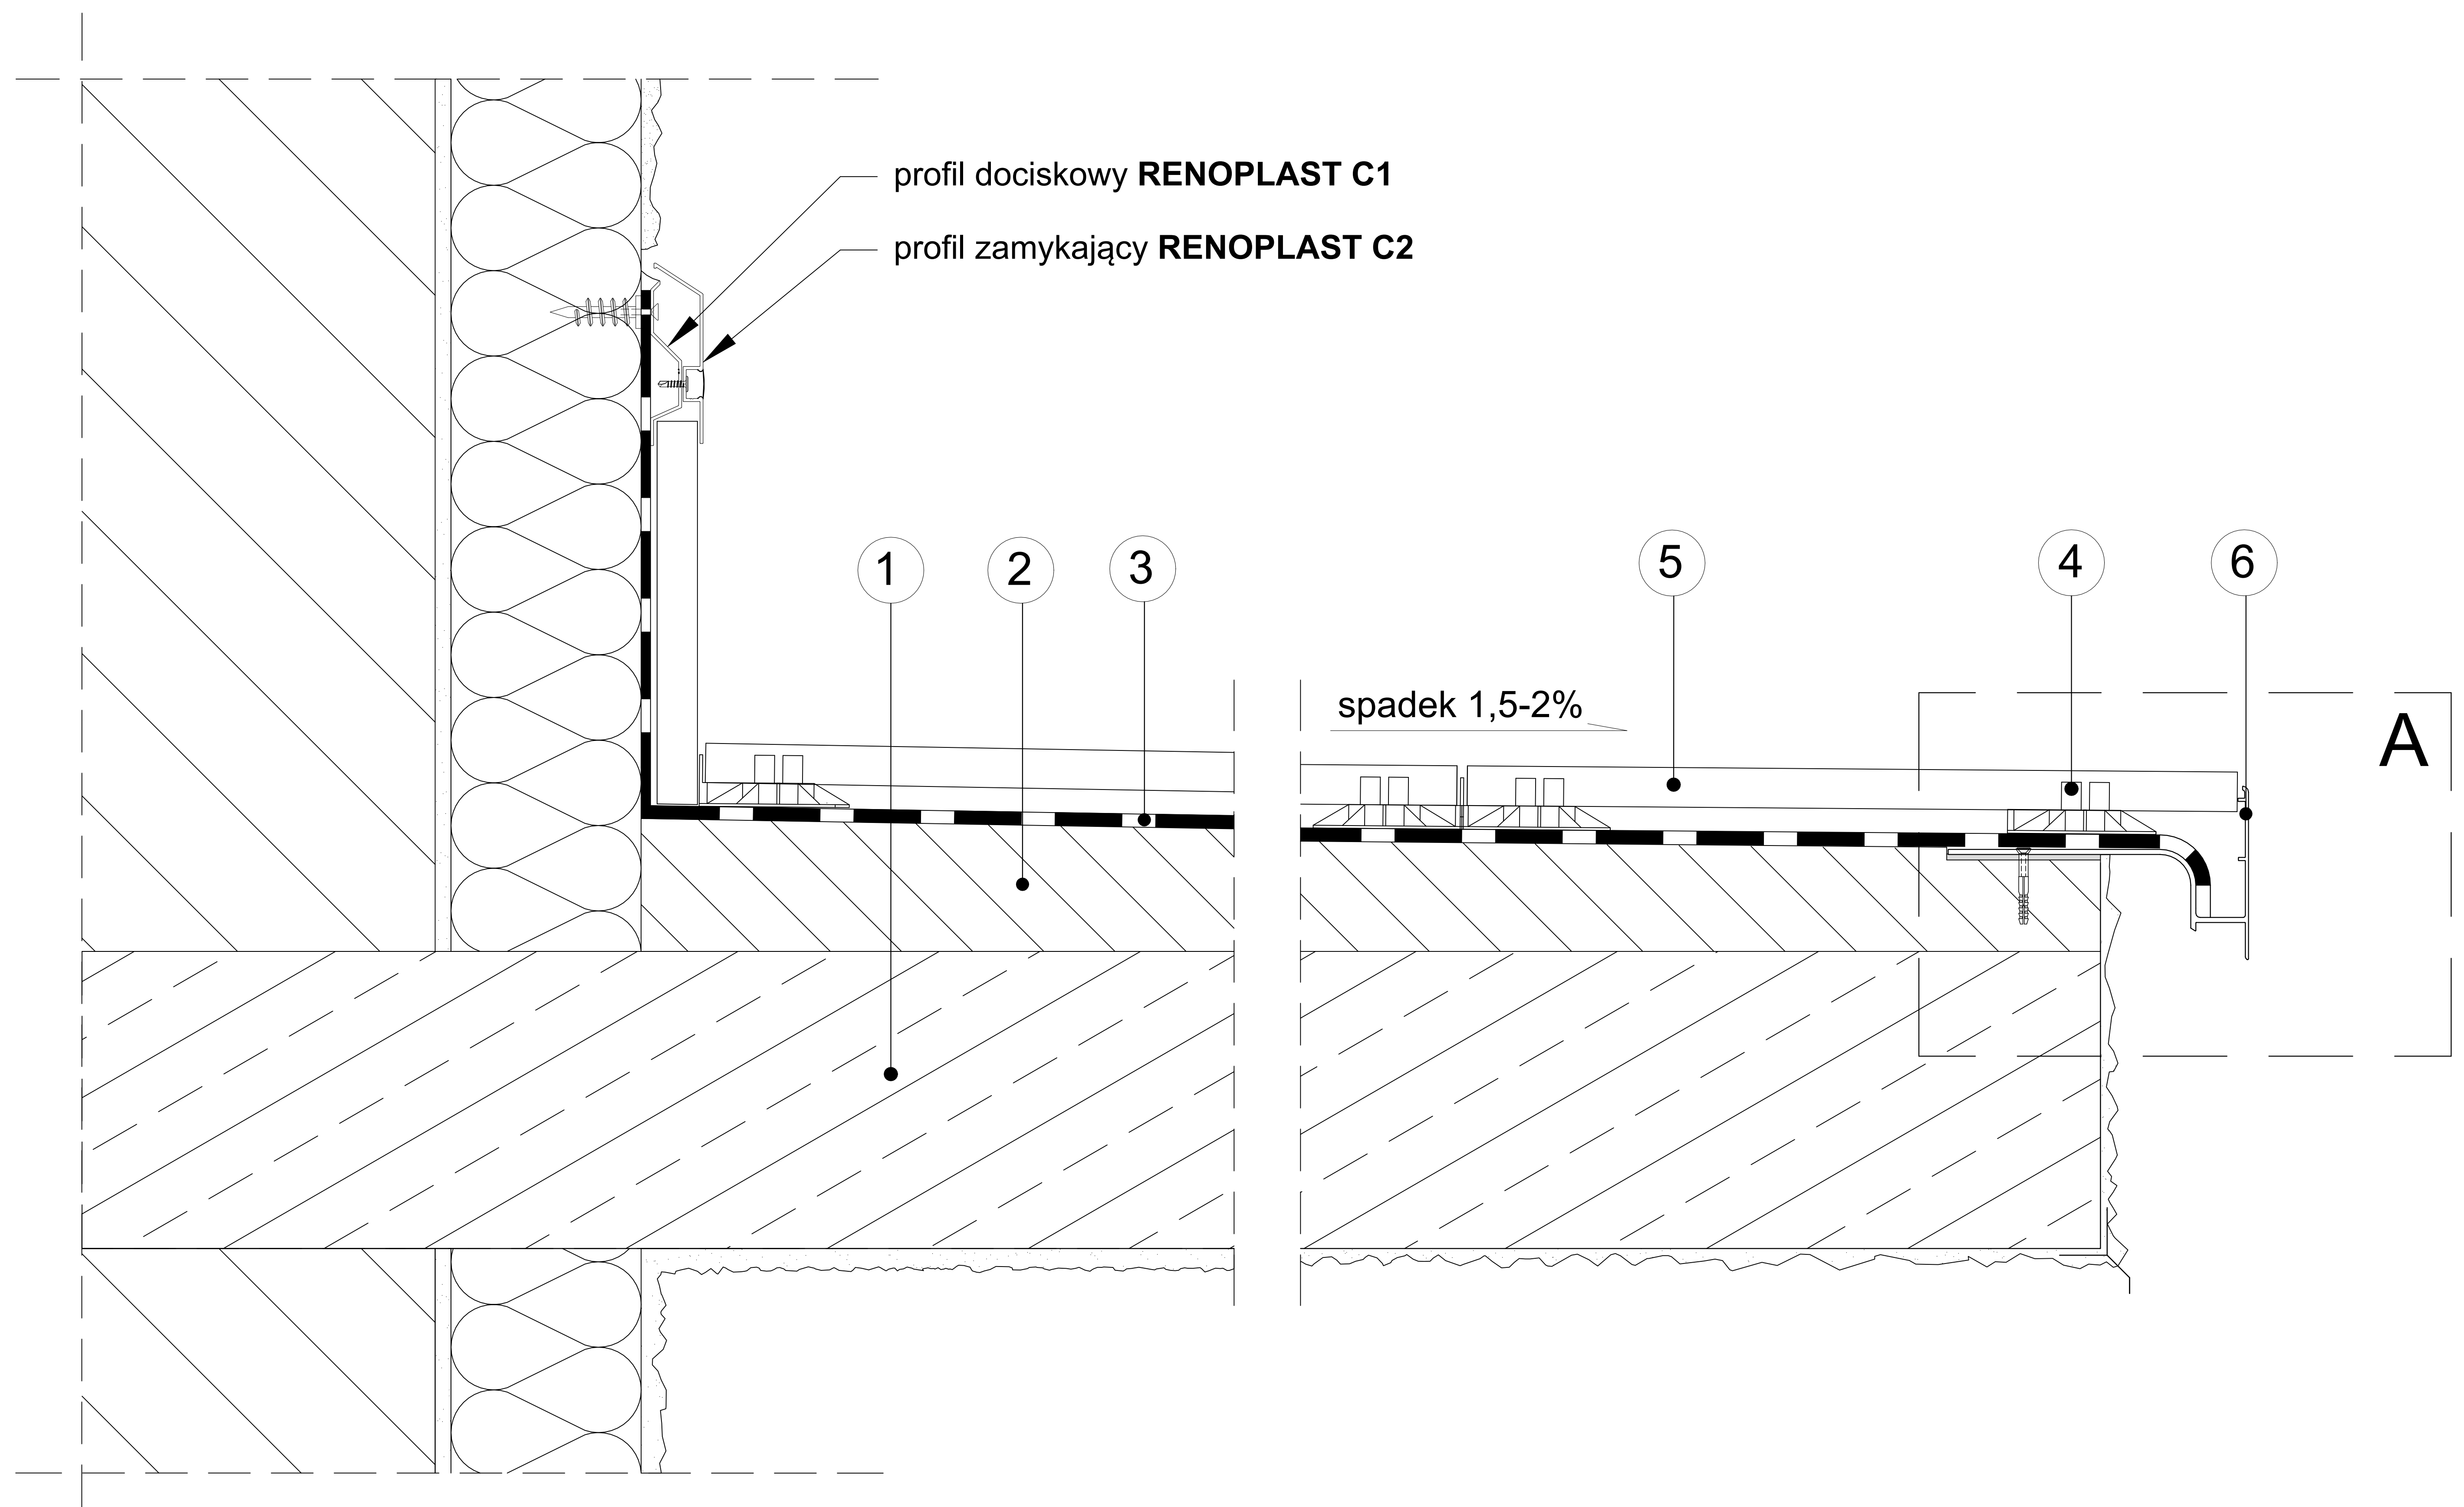 profil dociskowy RENOPLAST C1
profil zamykający RENOPLAST C2
1
2
3
5
4
6
spadek 1,5-2%
A